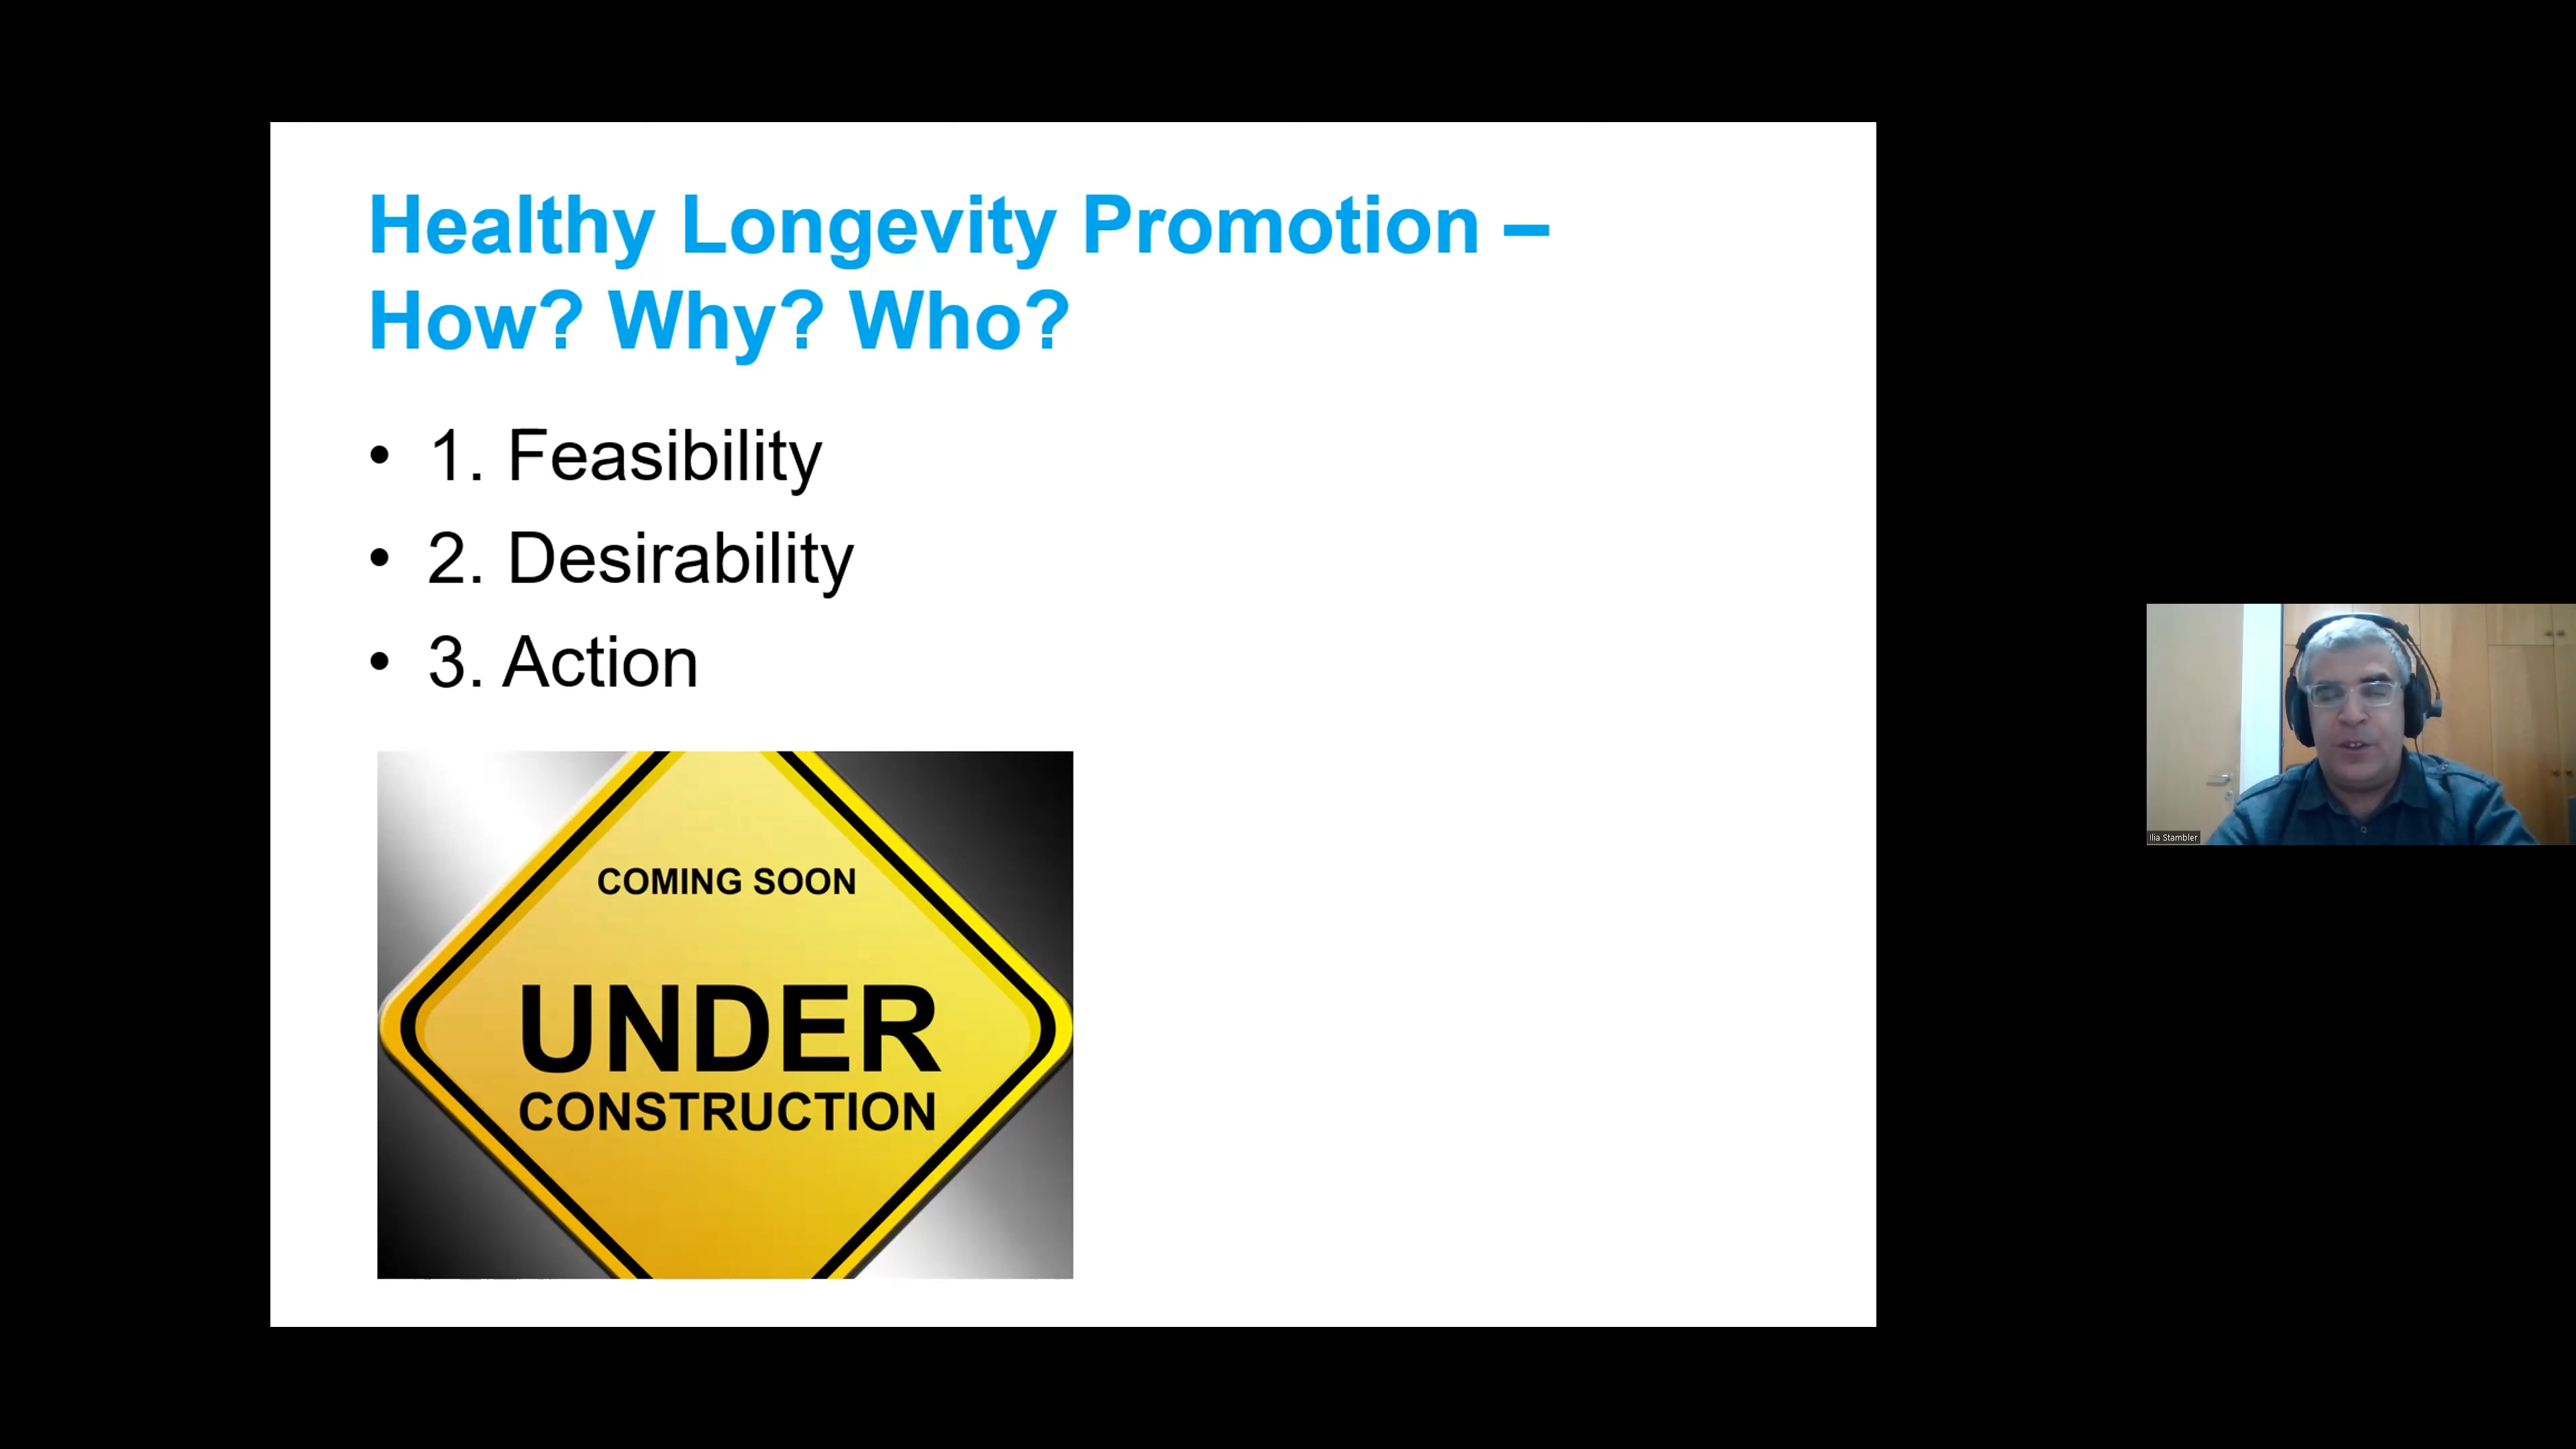 Healthy Longevity Promotion –
How? Why? Who?
• 1. Feasibility
• 2. Desirability
• 3. Action
COMING SOON
UNDER
CONSTRUCTION
Ilia Stambler